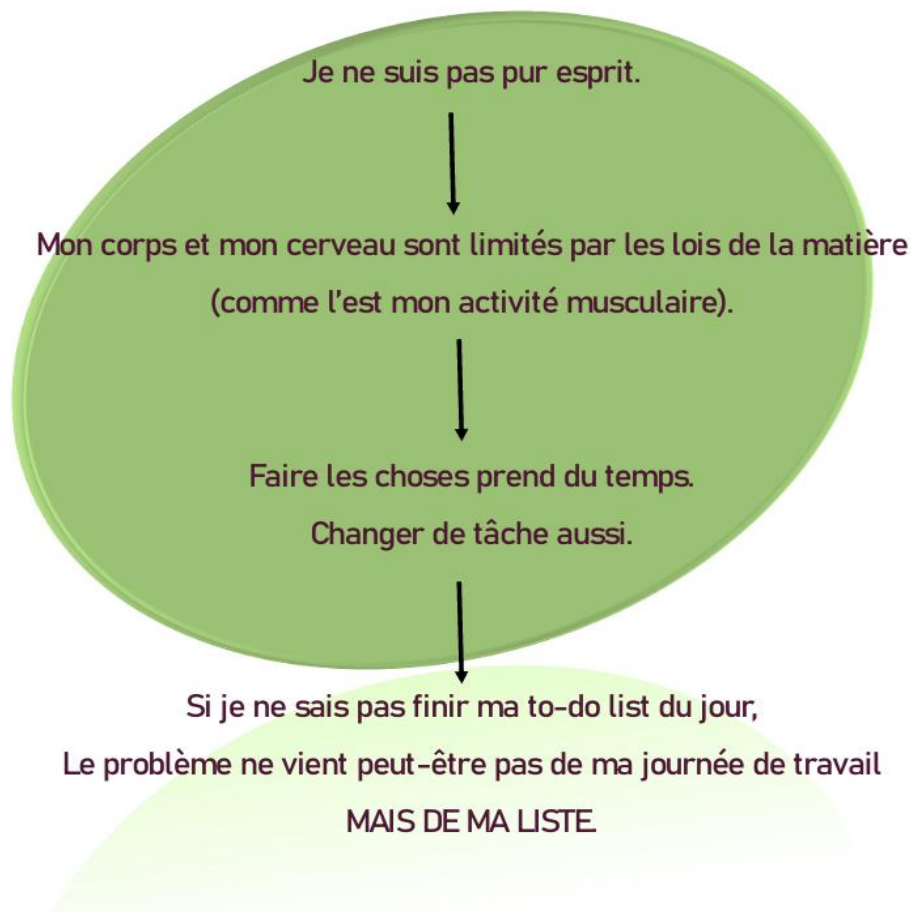 Je ne suis pas pur esprit.
Mon corps et mon cerveau sont limités par les lois de la matière
(comme l’est mon activité musculaire).
Faire les choses prend du temps.
Changer de tâche aussi.
Si je ne sais pas finir ma to-do list du jour,
Le problème ne vient peut-être pas de ma journée de travail
MAIS DE MA LISTE.